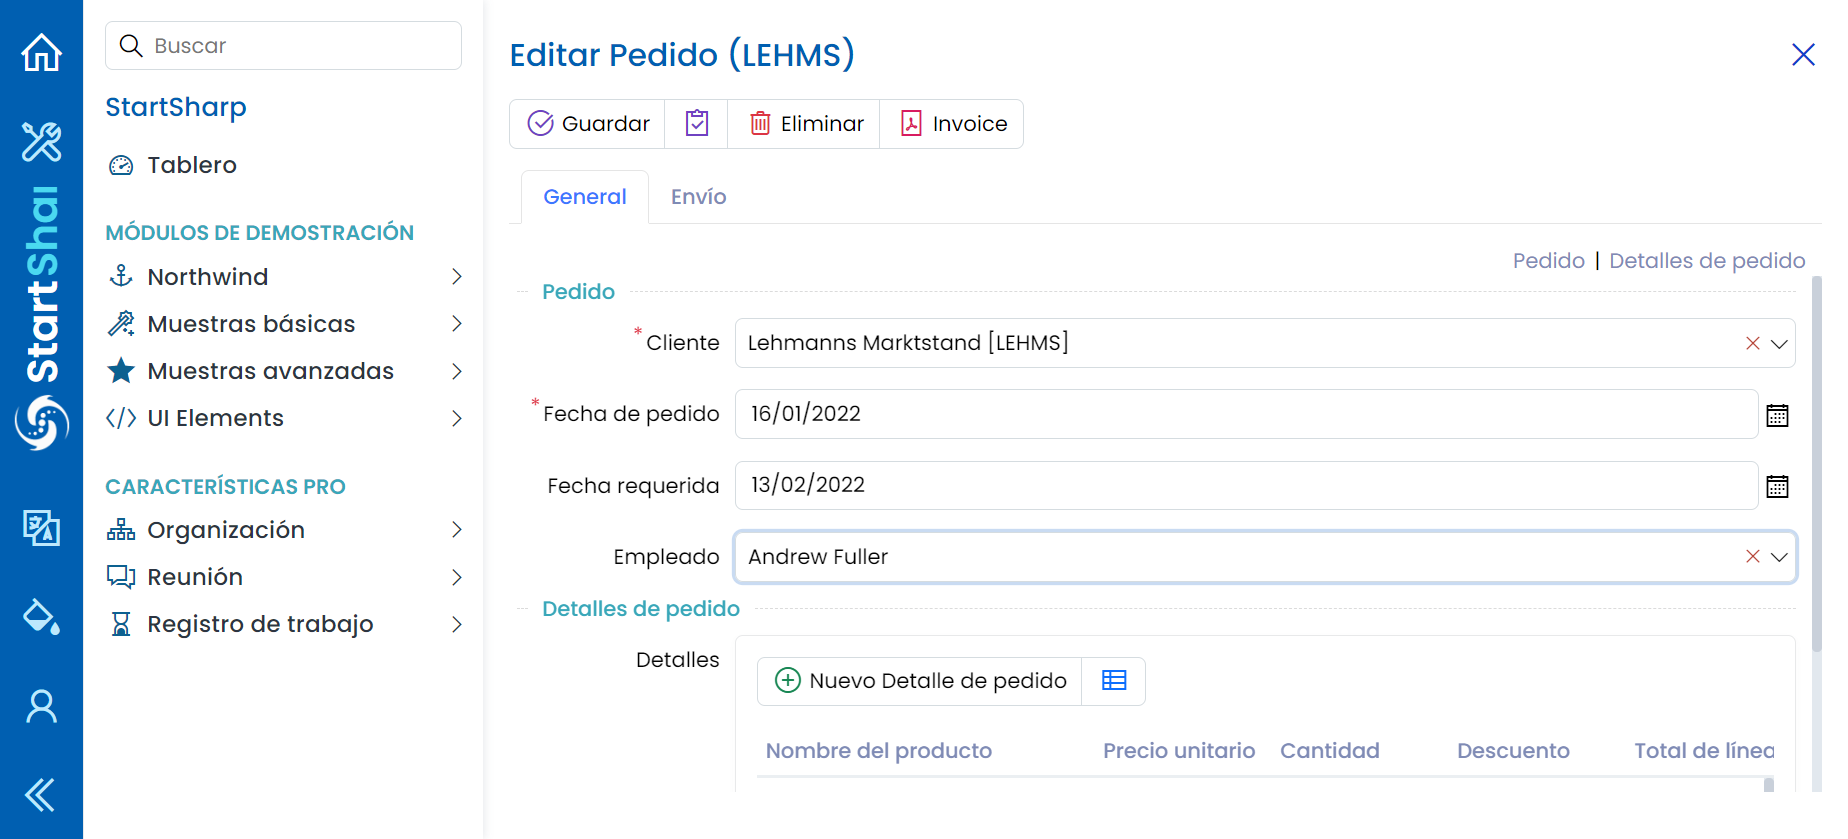 StartShai
Buscar
StartSharp
Tablero
MÓDULOS DE DEMOSTRACIÓN
Northwind
Muestras básicas
Muestras avanzadas
UI Elements
CARACTERÍSTICAS PRO
Organización
Reunión
Registro de trabajo
Editar Pedido (LEHMS)
Guardar
Eliminar
Invoice
General
Envío
Pedido | Detalles de pedido
Pedido
* Cliente
Lehmanns Marktstand [LEHMS]
* Fecha de pedido
16/01/2022
Fecha requerida
13/02/2022
Empleado
Andrew Fuller
Detalles de pedido
Detalles
Nuevo Detalle de pedido
Nombre del producto Precio unitario Cantidad Descuento Total de línea